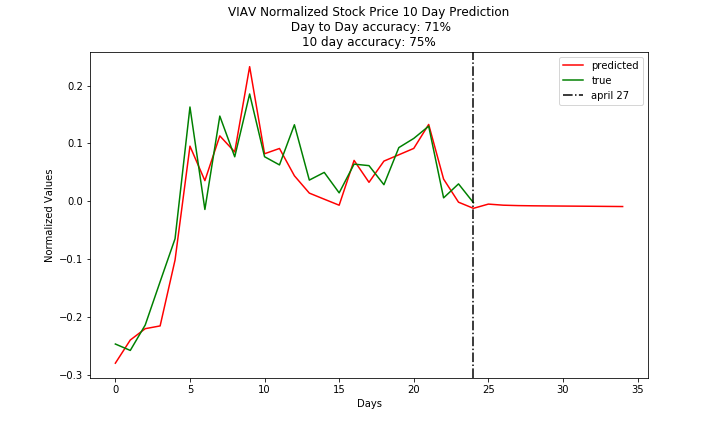 VIAV Normalized Stock Price 10 Day Prediction
Day to Day accuracy: 71%
10 day accuracy: 75%
predicted
true
april 27
0.2
0.1
0.0
−0.1
−0.2
−0.3
Normalized Values
0 5 10 15 20 25 30 35
Days